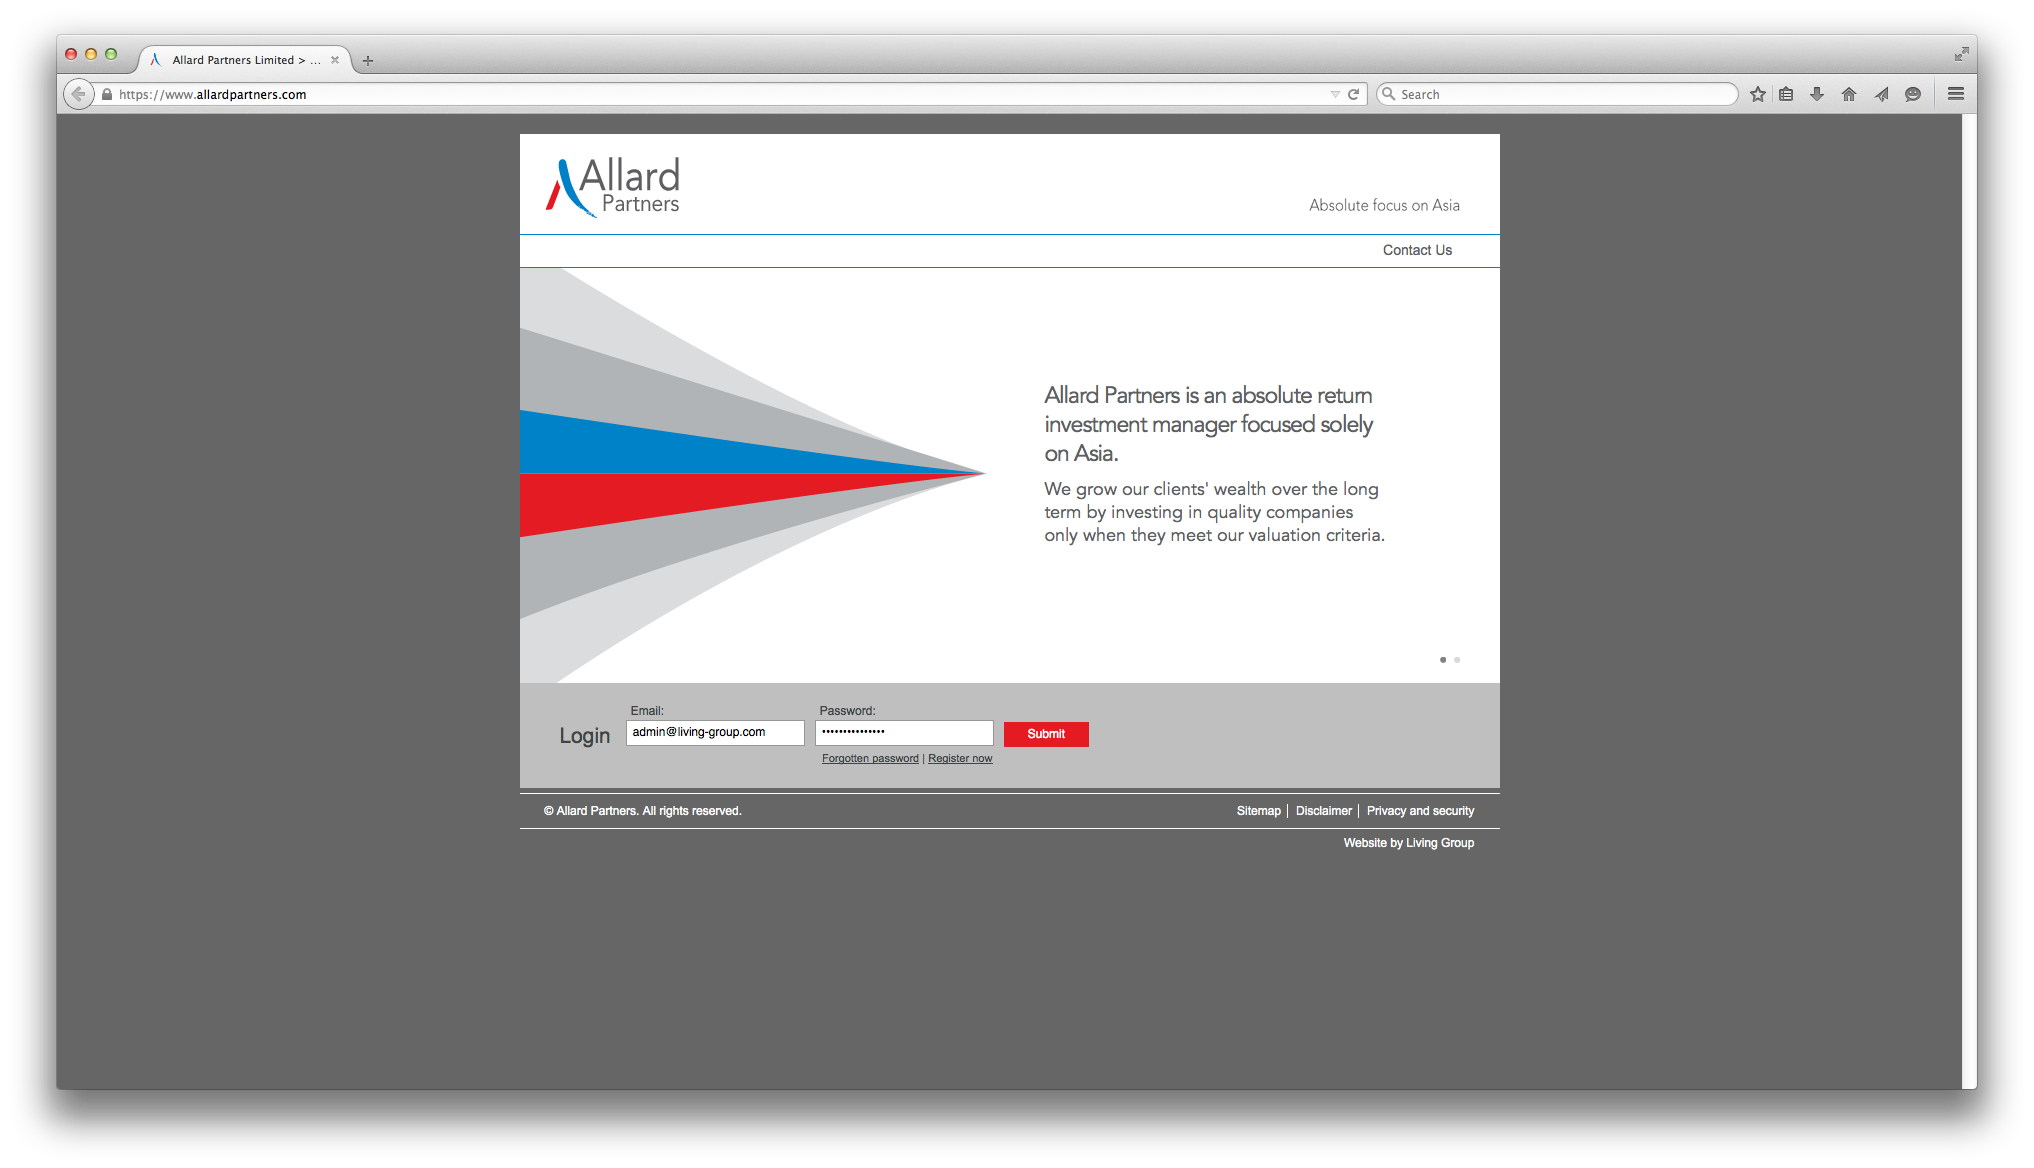 Allard Partners Limited > ...
https://www.allardpartners.com
Search
Allard
Partners
Absolute focus on Asia
Contact Us
Allard Partners is an absolute return
investment manager focused solely
on Asia.
We grow our clients' wealth over the long
term by investing in quality companies
only when they meet our valuation criteria.
Login
Email:
admin@living-group.com
Password:
•••••••••••••••
Submit
Forgotten password | Register now
© Allard Partners. All rights reserved.
Sitemap | Disclaimer | Privacy and security
Website by Living Group